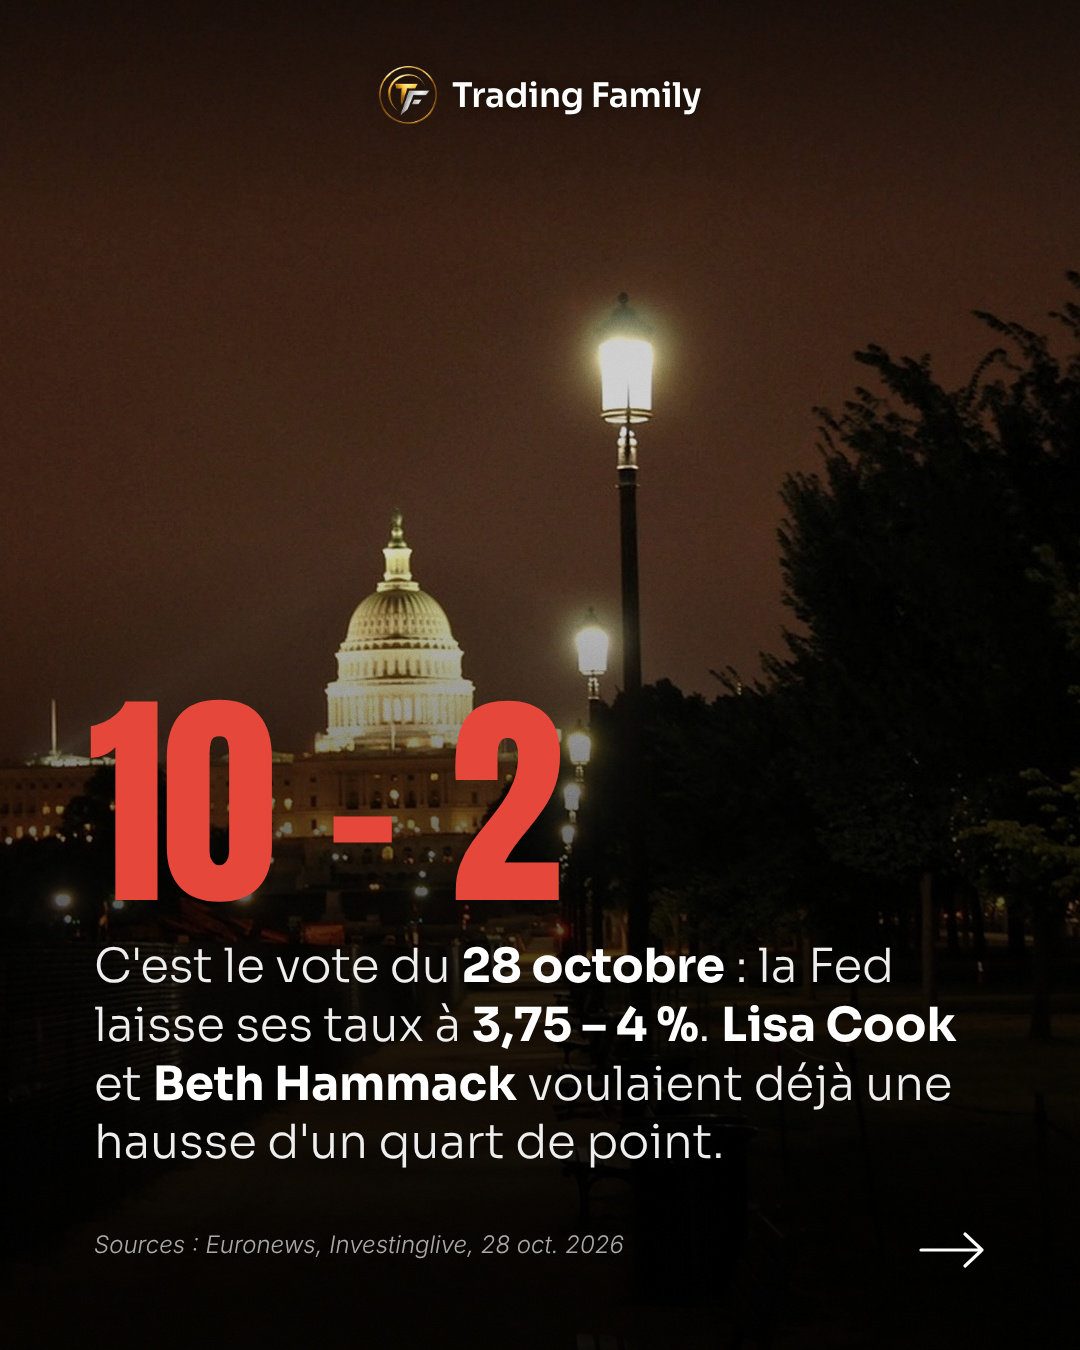 Trading Family
10 - 2
C'est le vote du 28 octobre : la Fed
laisse ses taux à 3,75 – 4 %. Lisa Cook
et Beth Hammack voulaient déjà une
hausse d'un quart de point.
Sources : Euronews, Investinglive, 28 oct. 2026